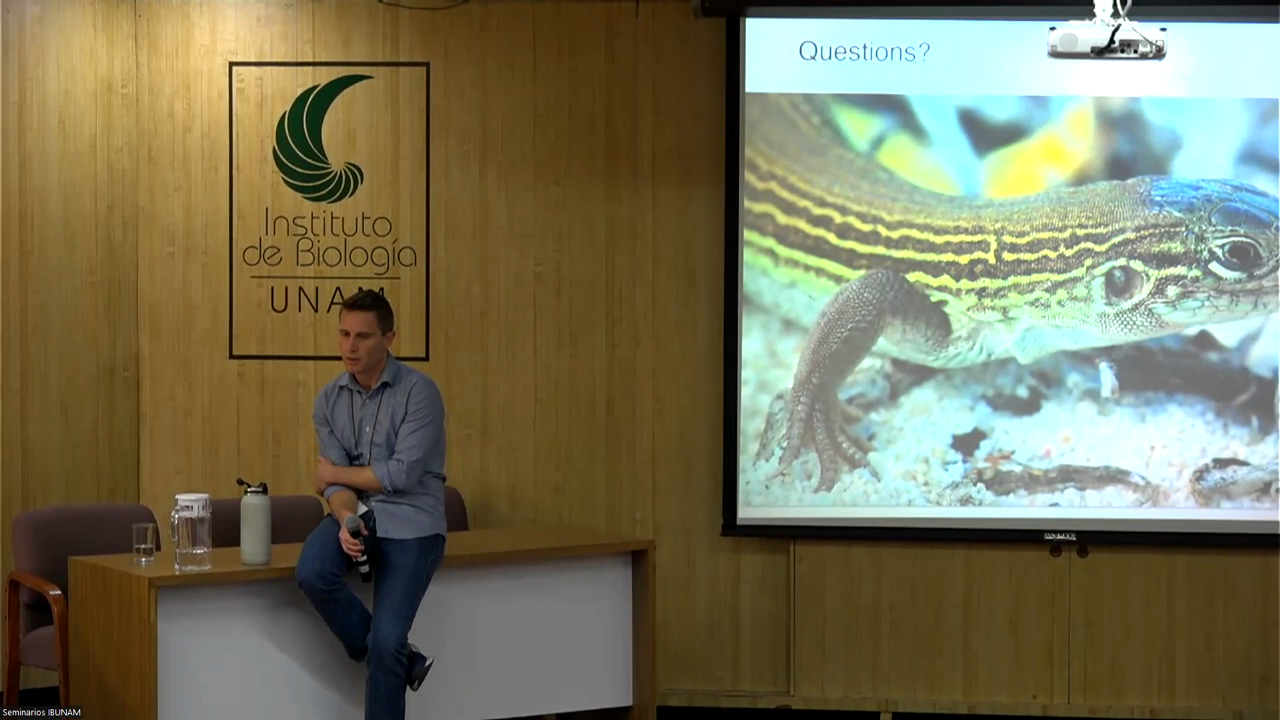 Questions?
Instituto
de Biología
UNAM
Seminarios IBUNAM